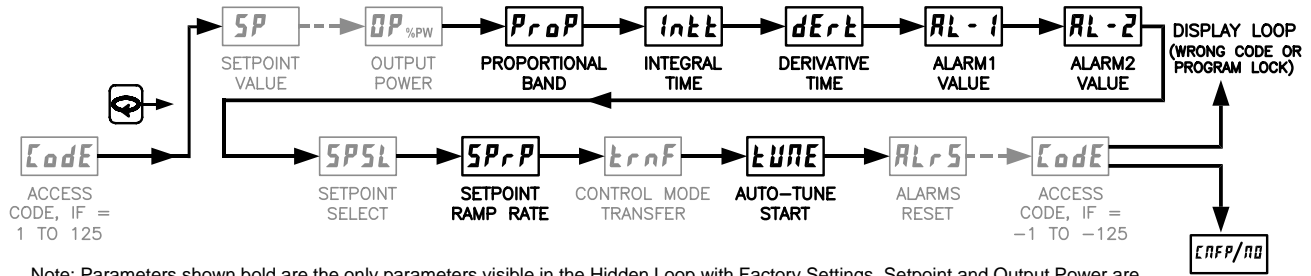 SP
SETPOINT
VALUE
OP %PW
OUTPUT
POWER
ProP
PROPORTIONAL
BAND
Intt
INTEGRAL
TIME
dErt
DERIVATIVE
TIME
AL-1
ALARM1
VALUE
AL-2
ALARM2
VALUE
DISPLAY LOOP
(WRONG CODE OR
PROGRAM LOCK)
CodE
ACCESS
CODE, IF =
1 TO 125
SPSL
SETPOINT
SELECT
SPrP
SETPOINT
RAMP RATE
trnF
CONTROL MODE
TRANSFER
tUNE
AUTO-TUNE
START
ALrS
ALARMS
RESET
CodE
ACCESS
CODE, IF =
-1 TO -125
CNFP/NO
Note: Parameters shown bold are the only parameters visible in the Hidden Loop with Factory Settings. Setpoint and Output Power are